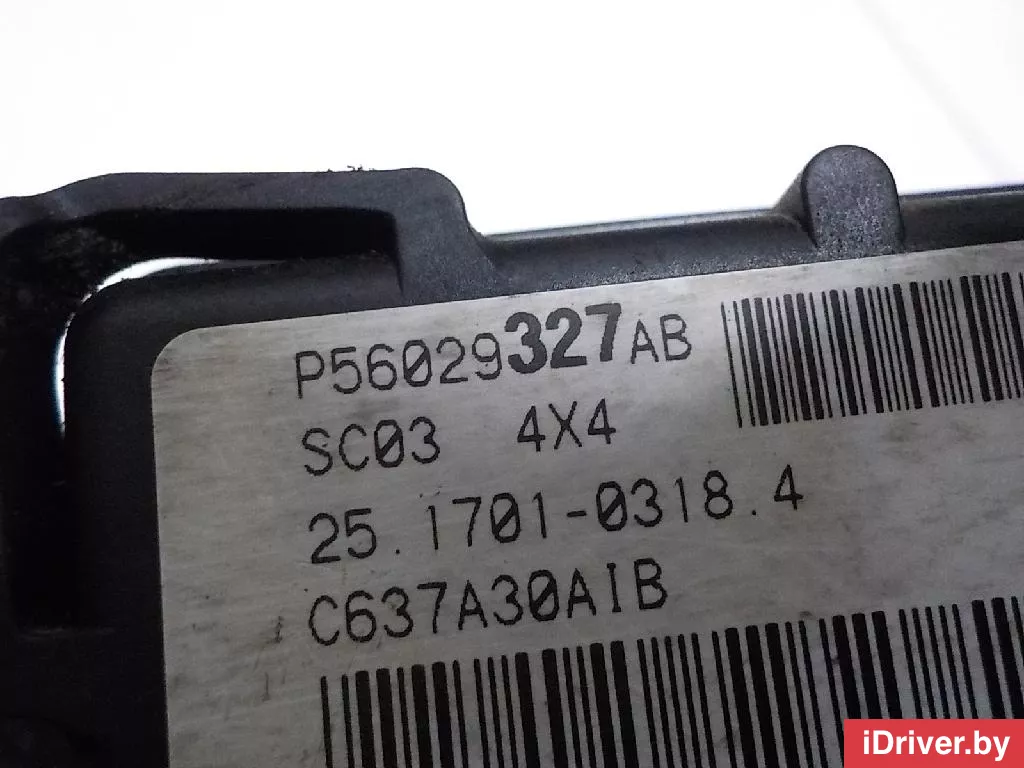 P56029327AB
SC03 4X4
25.1701-0318.4
C637A30AIB
iDriver.by